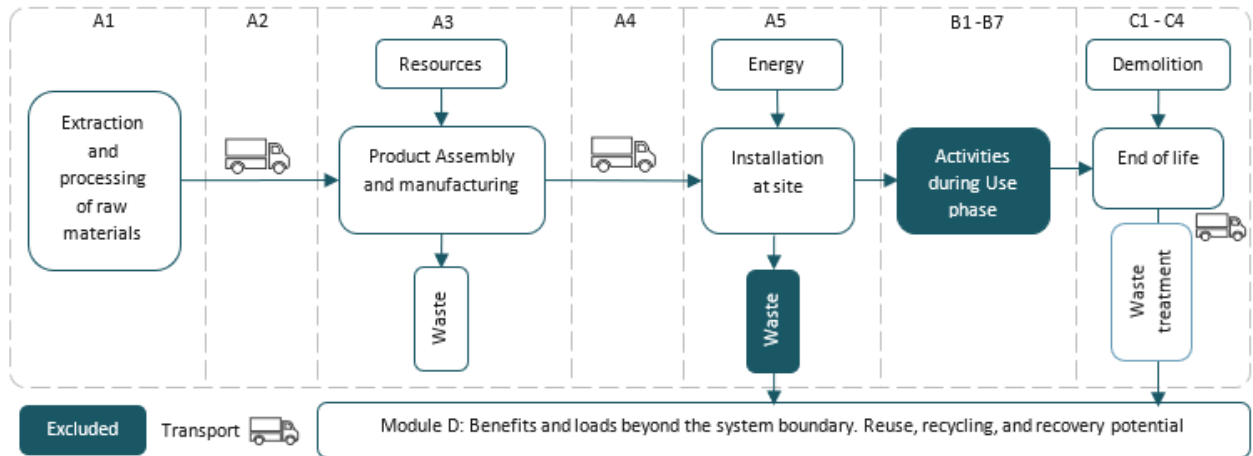 A1
A2
A3
A4
A5
B1 -B7
C1 - C4
Resources
Energy
Demolition
Extraction
and
processing
of raw
materials
Product Assembly
and manufacturing
Installation
at site
Activities
during Use
phase
End of life
Waste
Waste
Waste
treatment
Excluded
Transport
Module D: Benefits and loads beyond the system boundary. Reuse, recycling, and recovery potential